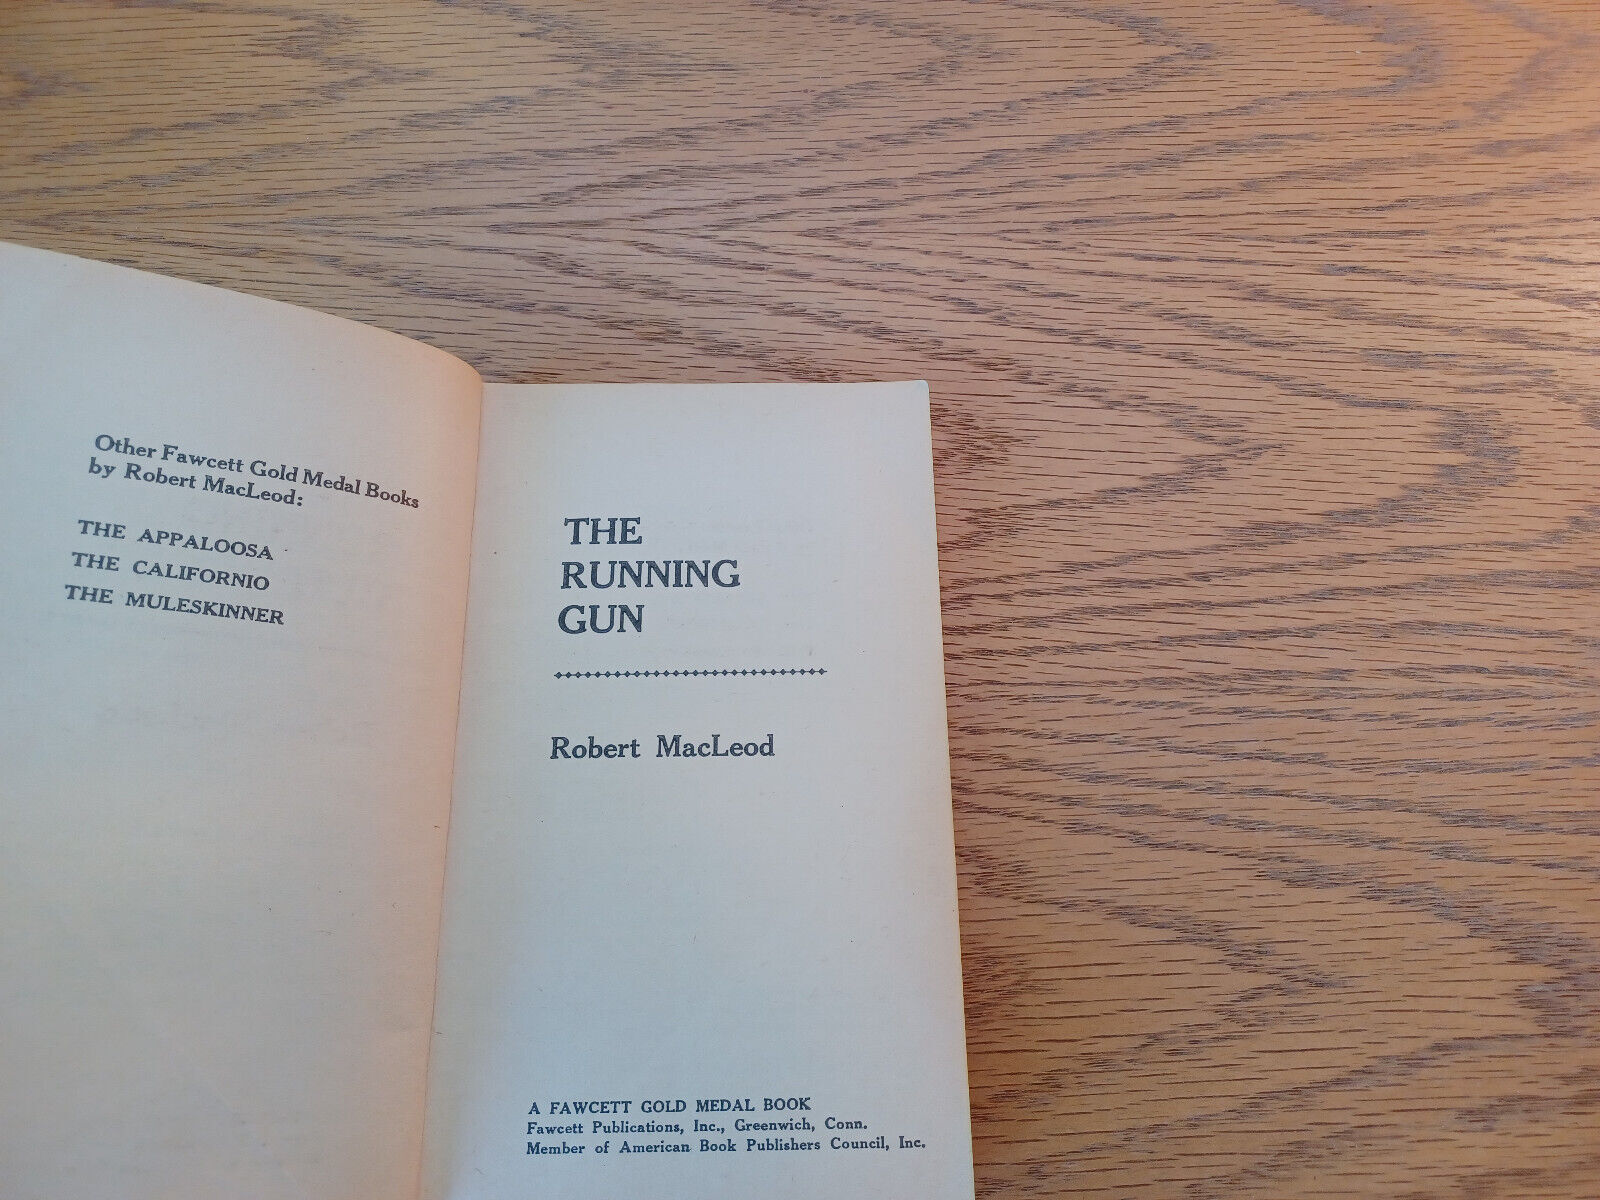 Other Fawcett Gold Medal Books
by Robert MacLeod:
THE APPALOOSA
THE CALIFORNIO
THE MULESKINNER
THE
RUNNING
GUN
Robert MacLeod
A FAWCETT GOLD MEDAL BOOK
Fawcett Publications, Inc., Greenwich, Conn.
Member of American Book Publishers Council, Inc.